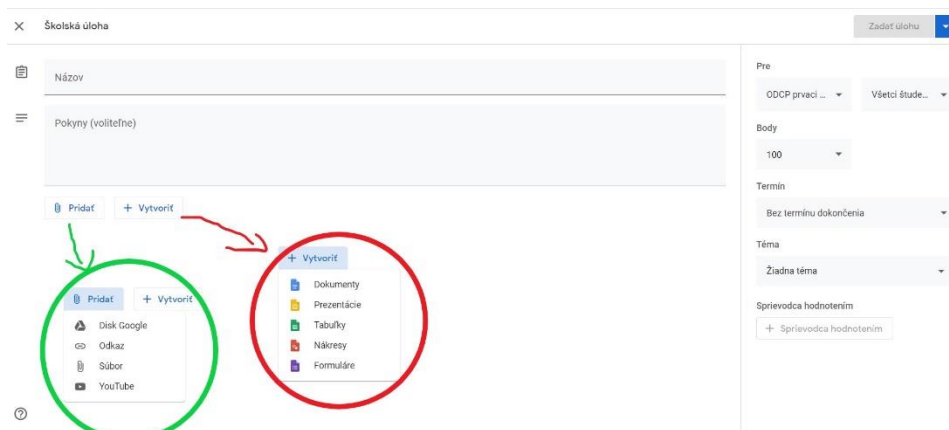 Školská úloha
Zadať úlohu
Názov
Pokyny (voliteľne)
Pridať + Vytvoriť
+ Vytvoriť
Dokumenty
Prezentácie
Tabuľky
Nákresy
Formuláre
Pridať + Vytvoriť
Disk Google
Odkaz
Súbor
YouTube
Pre
ODCP prvaci ... Všetci štude...
Body
100
Termín
Bez termínu dokončenia
Téma
Žiadna téma
Sprievodca hodnotením
+ Sprievodca hodnotením